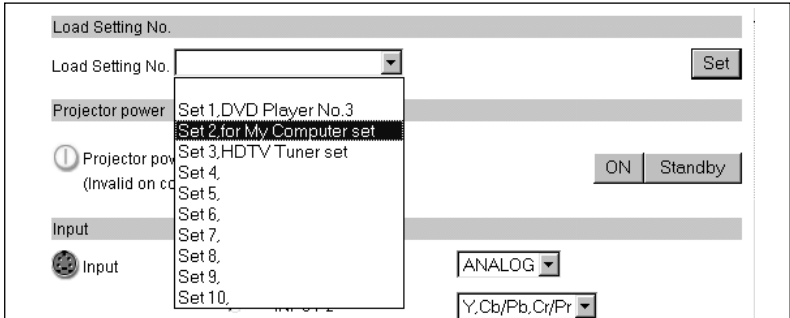 Load Setting No.
Load Setting No. Set
Projector power Set 1,DVD Player No.3
Set 2,for My Computer set
Projector pow Set 3,HDTV Tuner set ON Standby
(Invalid on co Set 4,
Set 5,
Input Set 6,
Set 7,
Input Set 8, ANALOG
Set 9,
Set 10, Y,Cb/Pb,Cr/Pr